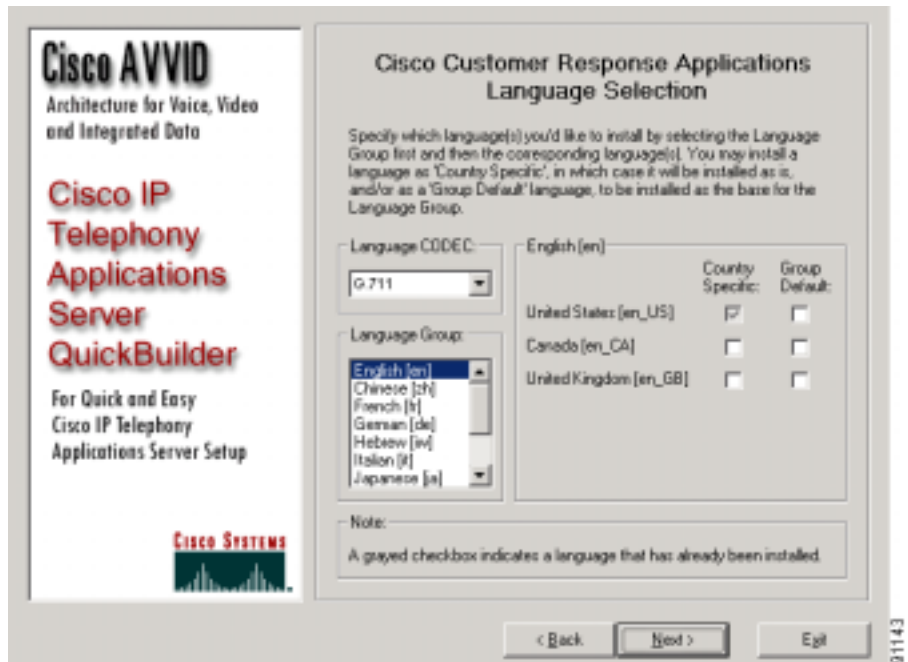 Cisco AVVID
Architecture for Voice, Video
and Integrated Data
Cisco IP
Telephony
Applications
Server
QuickBuilder
For Quick and Easy
Cisco IP Telephony
Applications Server Setup
CISCO SYSTEMS
Cisco Customer Response Applications
Language Selection
Specify which language(s) you'd like to install by selecting the Language
Group first and then the corresponding language(s). You may install a
language as 'Country Specific', in which case it will be installed as is,
and/or as a 'Group Default' language, to be installed as the base for the
Language Group.
Language CODEC:
G.711
Language Group:
English [en]
Chinese [zh]
French [fr]
German [de]
Hebrew [iw]
Italian [it]
Japanese [ja]
English [en]
Country Specific:
Group Default:
United States [en_US]
Canada [en_CA]
United Kingdom [en_GB]
Note:
A grayed checkbox indicates a language that has already been installed.
< Back
Next >
Exit
91143